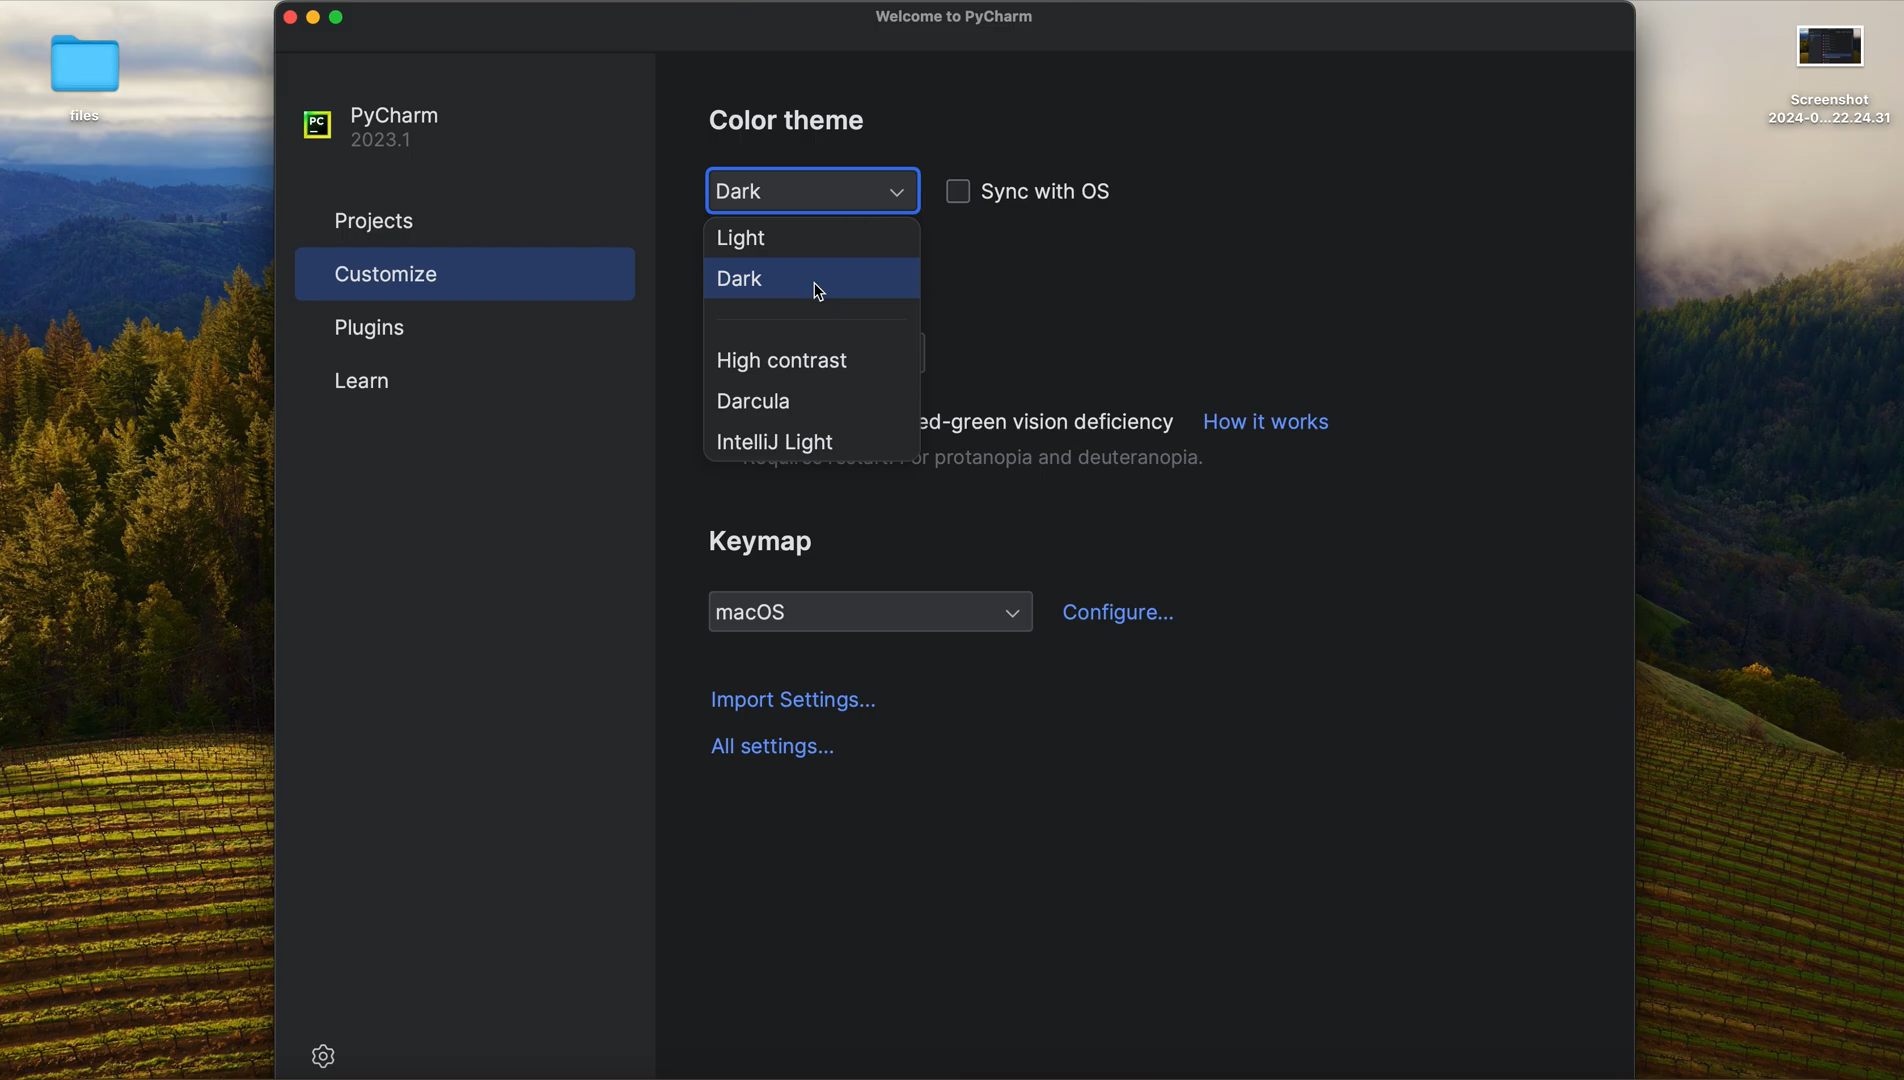 Welcome to PyCharm
files
Screenshot
2024-0...22.24.31
PC
PyCharm
2023.1
Projects
Customize
Plugins
Learn
Color theme
Dark
Sync with OS
Light
Dark
High contrast
Darcula
IntelliJ Light
ed-green vision deficiency How it works
or protanopia and deuteranopia.
Keymap
macOS
Configure...
Import Settings...
All settings...